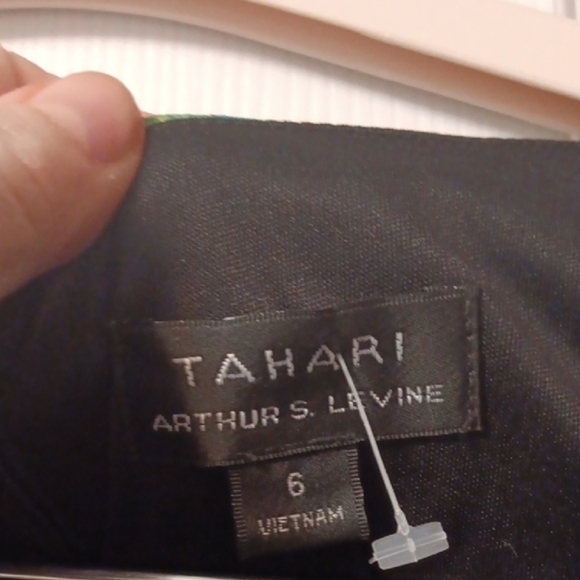 TAHARI
ARTHUR S. LEVINE
6
VIETNAM